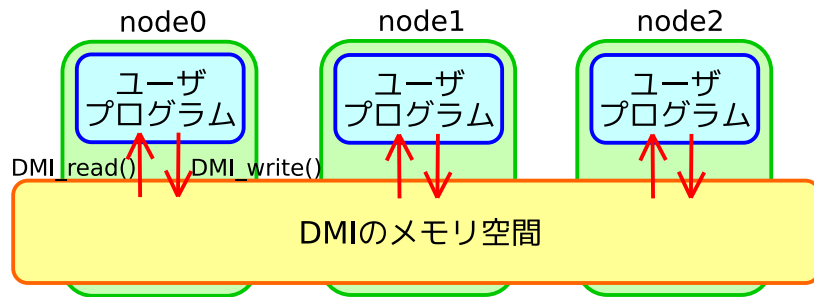 node0
node1
node2
ユーザ
プログラム
ユーザ
プログラム
ユーザ
プログラム
DMI_read()
DMI_write()
DMIのメモリ空間